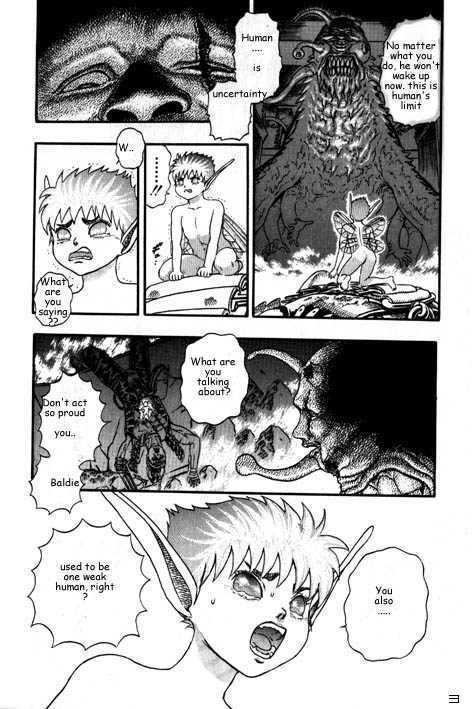 No matter
what you
do, he won't
wake up
now. this is
human's
limit
Human
....
is
uncertainty
......
!!
W..
What
are
you
saying
??
What are
you
talking
about?
Don't act
so proud
you..
Baldie
You
also
.....
used to be
one weak
human, right
?